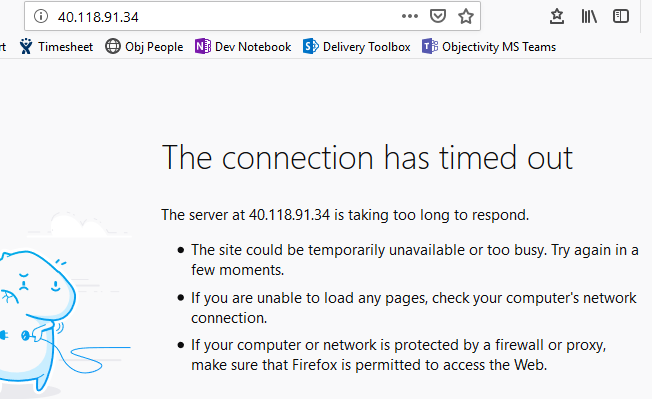 40.118.91.34
rt Timesheet Obj People Dev Notebook Delivery Toolbox Objectivity MS Teams
The connection has timed out
The server at 40.118.91.34 is taking too long to respond.
• The site could be temporarily unavailable or too busy. Try again in a
few moments.
• If you are unable to load any pages, check your computer's network
connection.
• If your computer or network is protected by a firewall or proxy,
make sure that Firefox is permitted to access the Web.